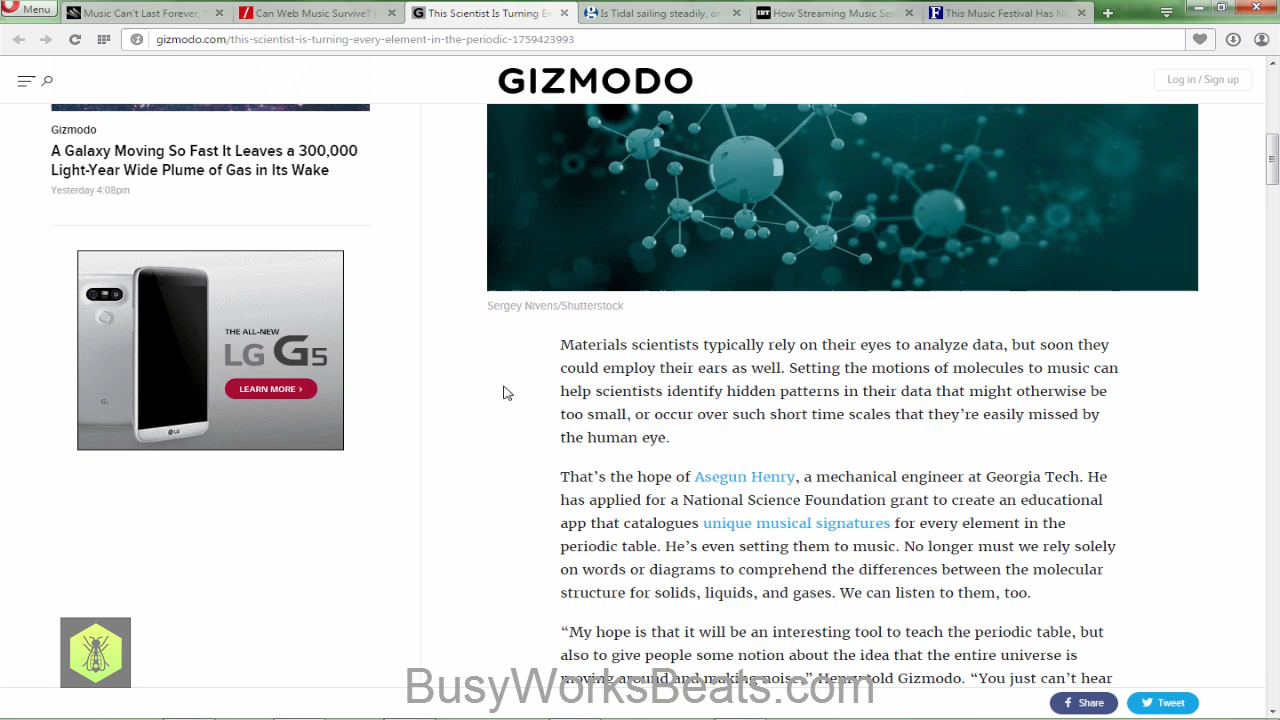 Menu
Music Can't Last Forever,
Can Web Music Survive?
This Scientist Is Turning Ev
Is Tidal sailing steadily, or
How Streaming Music Ser
This Music Festival Has No
gizmodo.com/this-scientist-is-turning-every-element-in-the-periodic-1759423993
GIZMODO
Log in / Sign up
Gizmodo
A Galaxy Moving So Fast It Leaves a 300,000
Light-Year Wide Plume of Gas in Its Wake
Yesterday 4:08pm
THE ALL-NEW
LG G5
LEARN MORE ›
LG
Sergey Nivens/Shutterstock
Materials scientists typically rely on their eyes to analyze data, but soon they
could employ their ears as well. Setting the motions of molecules to music can
help scientists identify hidden patterns in their data that might otherwise be
too small, or occur over such short time scales that they're easily missed by
the human eye.
That's the hope of Asegun Henry, a mechanical engineer at Georgia Tech. He
has applied for a National Science Foundation grant to create an educational
app that catalogues unique musical signatures for every element in the
periodic table. He's even setting them to music. No longer must we rely solely
on words or diagrams to comprehend the differences between the molecular
structure for solids, liquids, and gases. We can listen to them, too.
“My hope is that it will be an interesting tool to teach the periodic table, but
also to give people some notion about the idea that the entire universe is
moving around and making noise,” Henry told Gizmodo. “You just can't hear
BusyWorksBeats.com
Share
Tweet